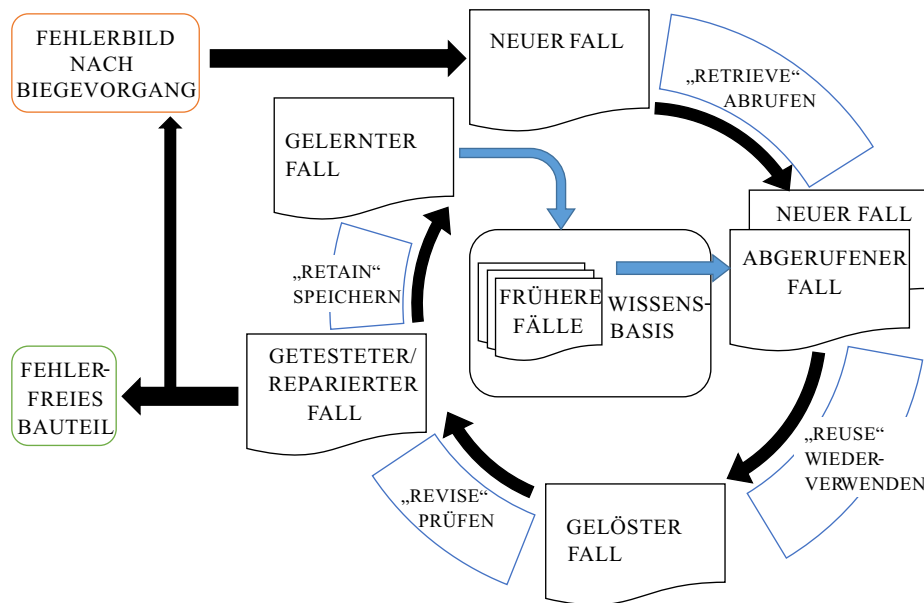 FEHLERBILD
NACH
BIEGEVORGANG
NEUER FALL
„RETRIEVE“
ABRUFEN
GELERNTER
FALL
NEUER FALL
ABGERUFENER
FALL
„RETAIN“
SPEICHERN
FRÜHERE
FÄLLE
WISSENS-
BASIS
GETESTETER/
REPARIERTER
FALL
FEHLER-
FREIES
BAUTEIL
„REUSE“
WIEDER-
VERWENDEN
„REVISE“
PRÜFEN
GELÖSTER
FALL